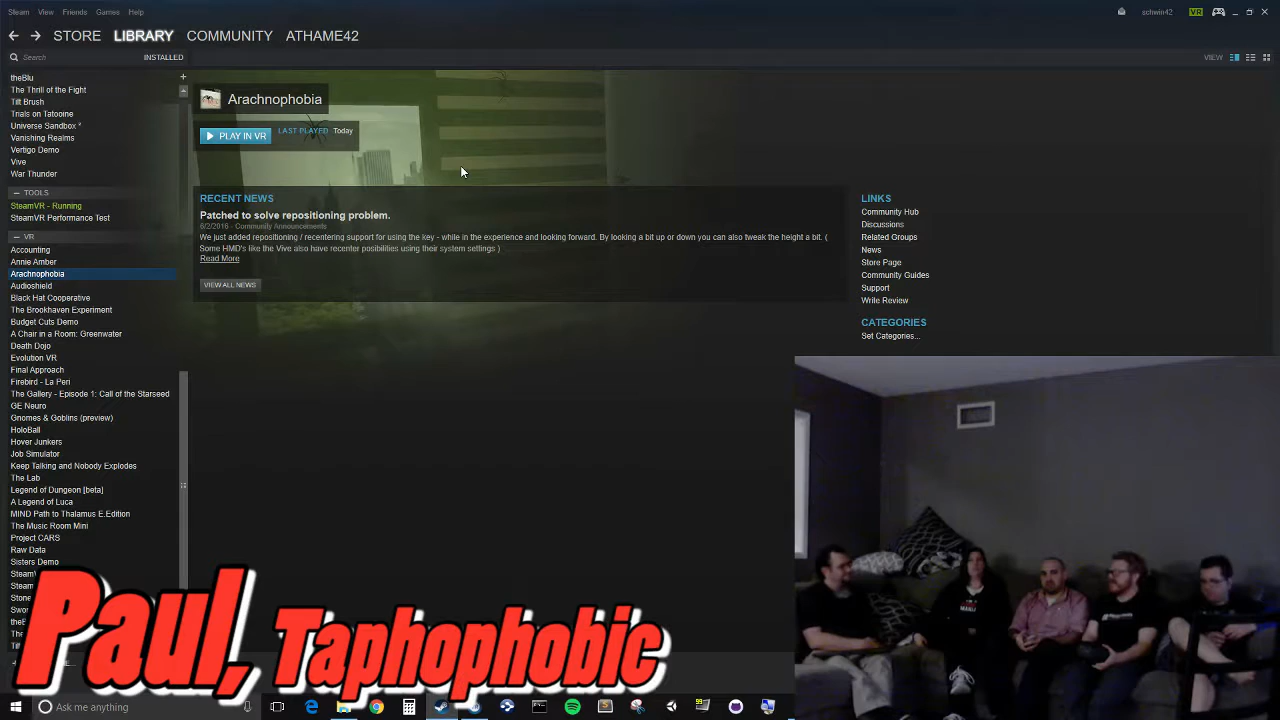 Steam View Friends Games Help
schwin42 VR
STORE LIBRARY COMMUNITY ATHAME42
Search INSTALLED
VIEW
theBlu
The Thrill of the Fight
Tilt Brush
Trials on Tatooine
Universe Sandbox ²
Vanishing Realms
Vertigo Demo
Vive
War Thunder
TOOLS
SteamVR - Running
SteamVR Performance Test
VR
Accounting
Annie Amber
Arachnophobia
Audioshield
Black Hat Cooperative
The Brookhaven Experiment
Budget Cuts Demo
A Chair in a Room: Greenwater
Death Dojo
Evolution VR
Final Approach
Firebird - La Peri
The Gallery - Episode 1: Call of the Starseed
GE Neuro
Gnomes & Goblins (preview)
HoloBall
Hover Junkers
Job Simulator
Keep Talking and Nobody Explodes
The Lab
Legend of Dungeon [beta]
A Legend of Luca
MIND Path to Thalamus E.Edition
The Music Room Mini
Project CARS
Raw Data
Sisters Demo
Arachnophobia
PLAY IN VR
LAST PLAYED Today
RECENT NEWS
Patched to solve repositioning problem.
8/2/2016 - Community Announcements
We just added repositioning / recentering support for using the key - while in the experience and looking forward. By looking a bit up or down you can also tweak the height a bit. (
Some HMD's like the Vive also have recenter posibilities using their system settings )
Read More
VIEW ALL NEWS
LINKS
Community Hub
Discussions
Related Groups
News
Store Page
Community Guides
Support
Write Review
CATEGORIES
Set Categories...
Paul, Taphophobic
Ask me anything